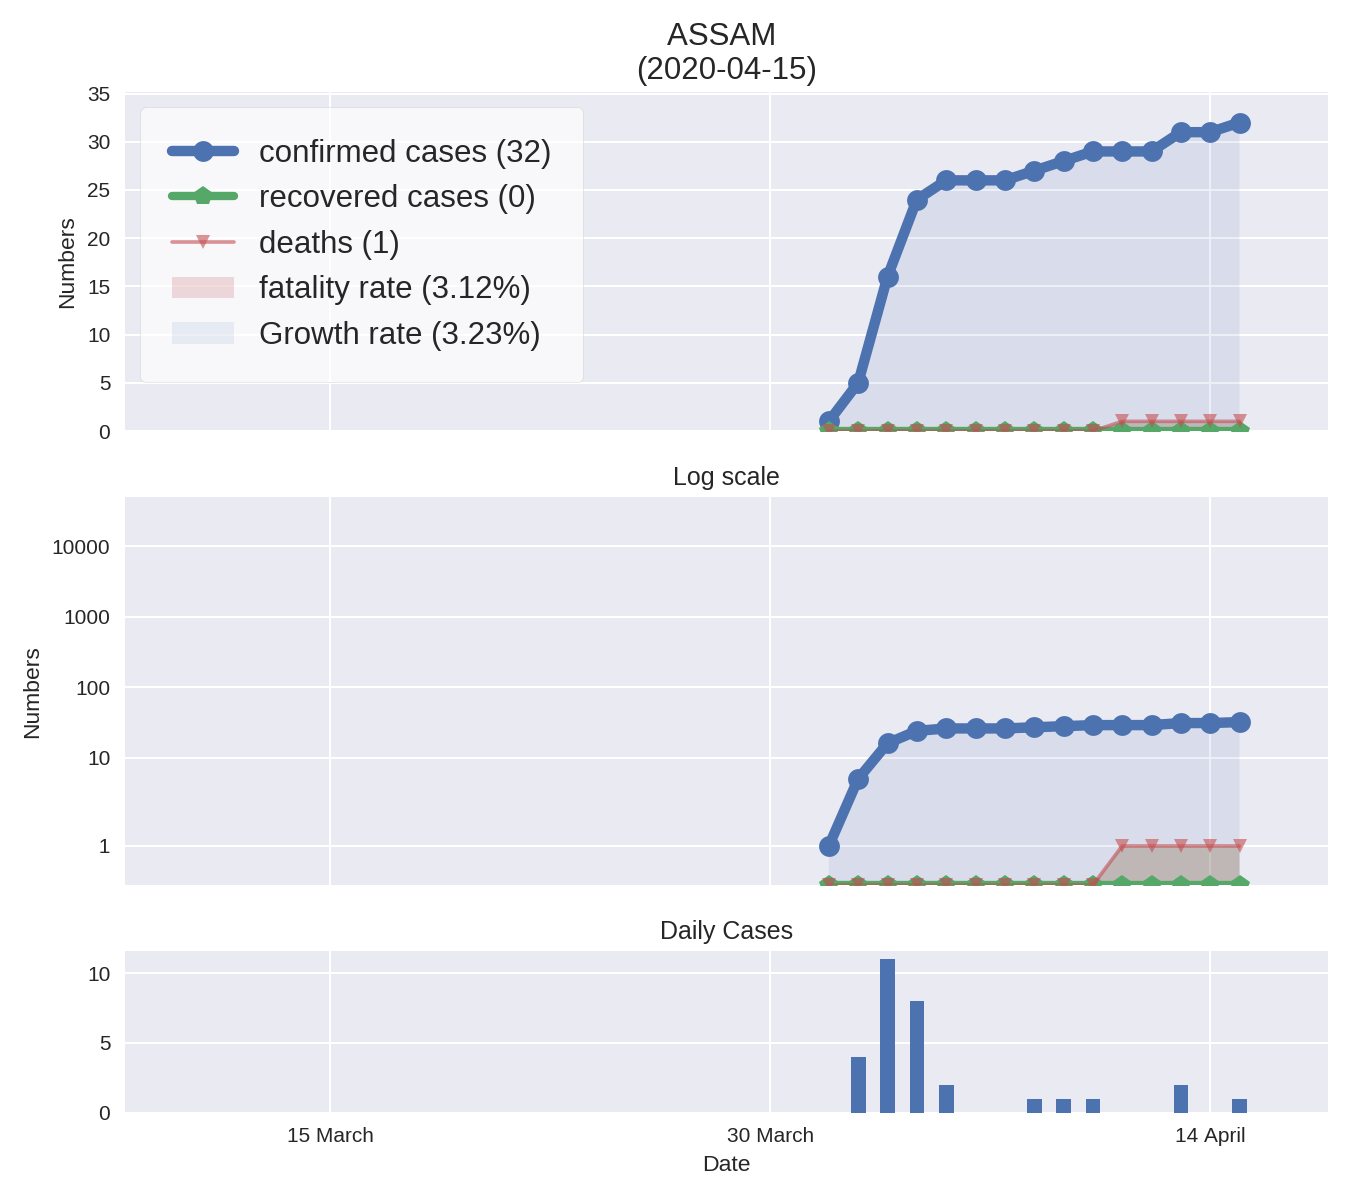 ASSAM
(2020-04-15)
35
30
25
20
15
10
5
0
Numbers
confirmed cases (32)
recovered cases (0)
deaths (1)
fatality rate (3.12%)
Growth rate (3.23%)
Log scale
10000
1000
100
10
1
Numbers
Daily Cases
10
5
0
15 March
30 March
14 April
Date